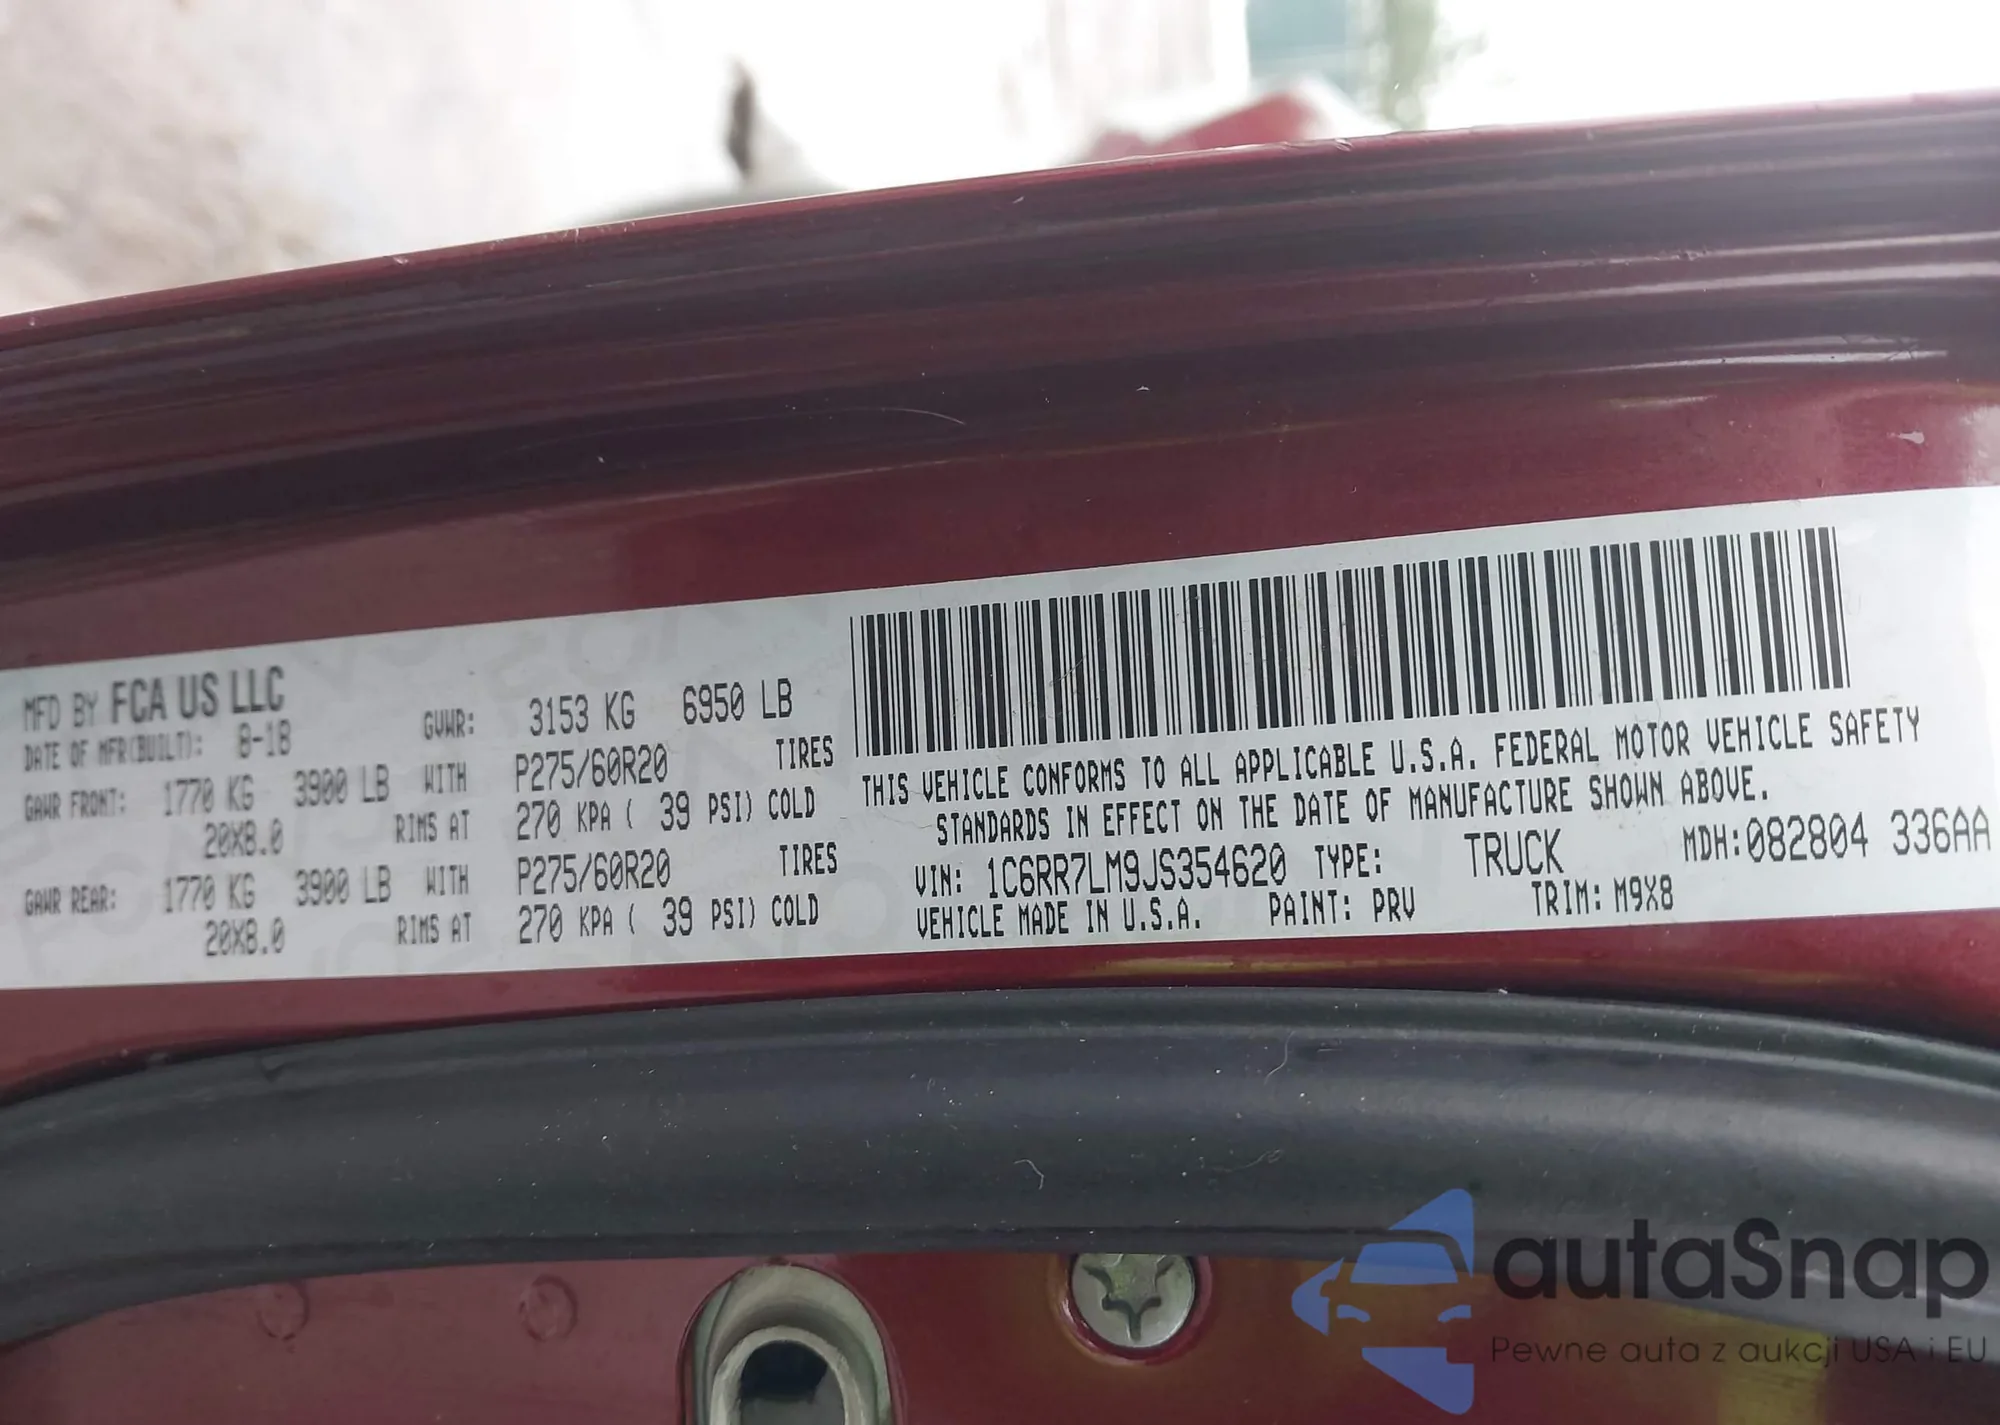 MFD BY FCA US LLC
DATE OF MFR(BUILT): 8-18
GVWR: 3153 KG 6950 LB
GAWR FRONT: 1770 KG 3900 LB WITH P275/60R20 TIRES
20X8.0 RIMS AT 270 KPA ( 39 PSI) COLD
GAWR REAR: 1770 KG 3900 LB WITH P275/60R20 TIRES
20X8.0 RIMS AT 270 KPA ( 39 PSI) COLD
THIS VEHICLE CONFORMS TO ALL APPLICABLE U.S.A. FEDERAL MOTOR VEHICLE SAFETY
STANDARDS IN EFFECT ON THE DATE OF MANUFACTURE SHOWN ABOVE.
VIN: 1C6RR7LM9JS354620 TYPE: TRUCK MDH:082804 336AA
VEHICLE MADE IN U.S.A. PAINT: PRV TRIM: M9X8
autaSnap
Pewne auta z aukcji USA i EU